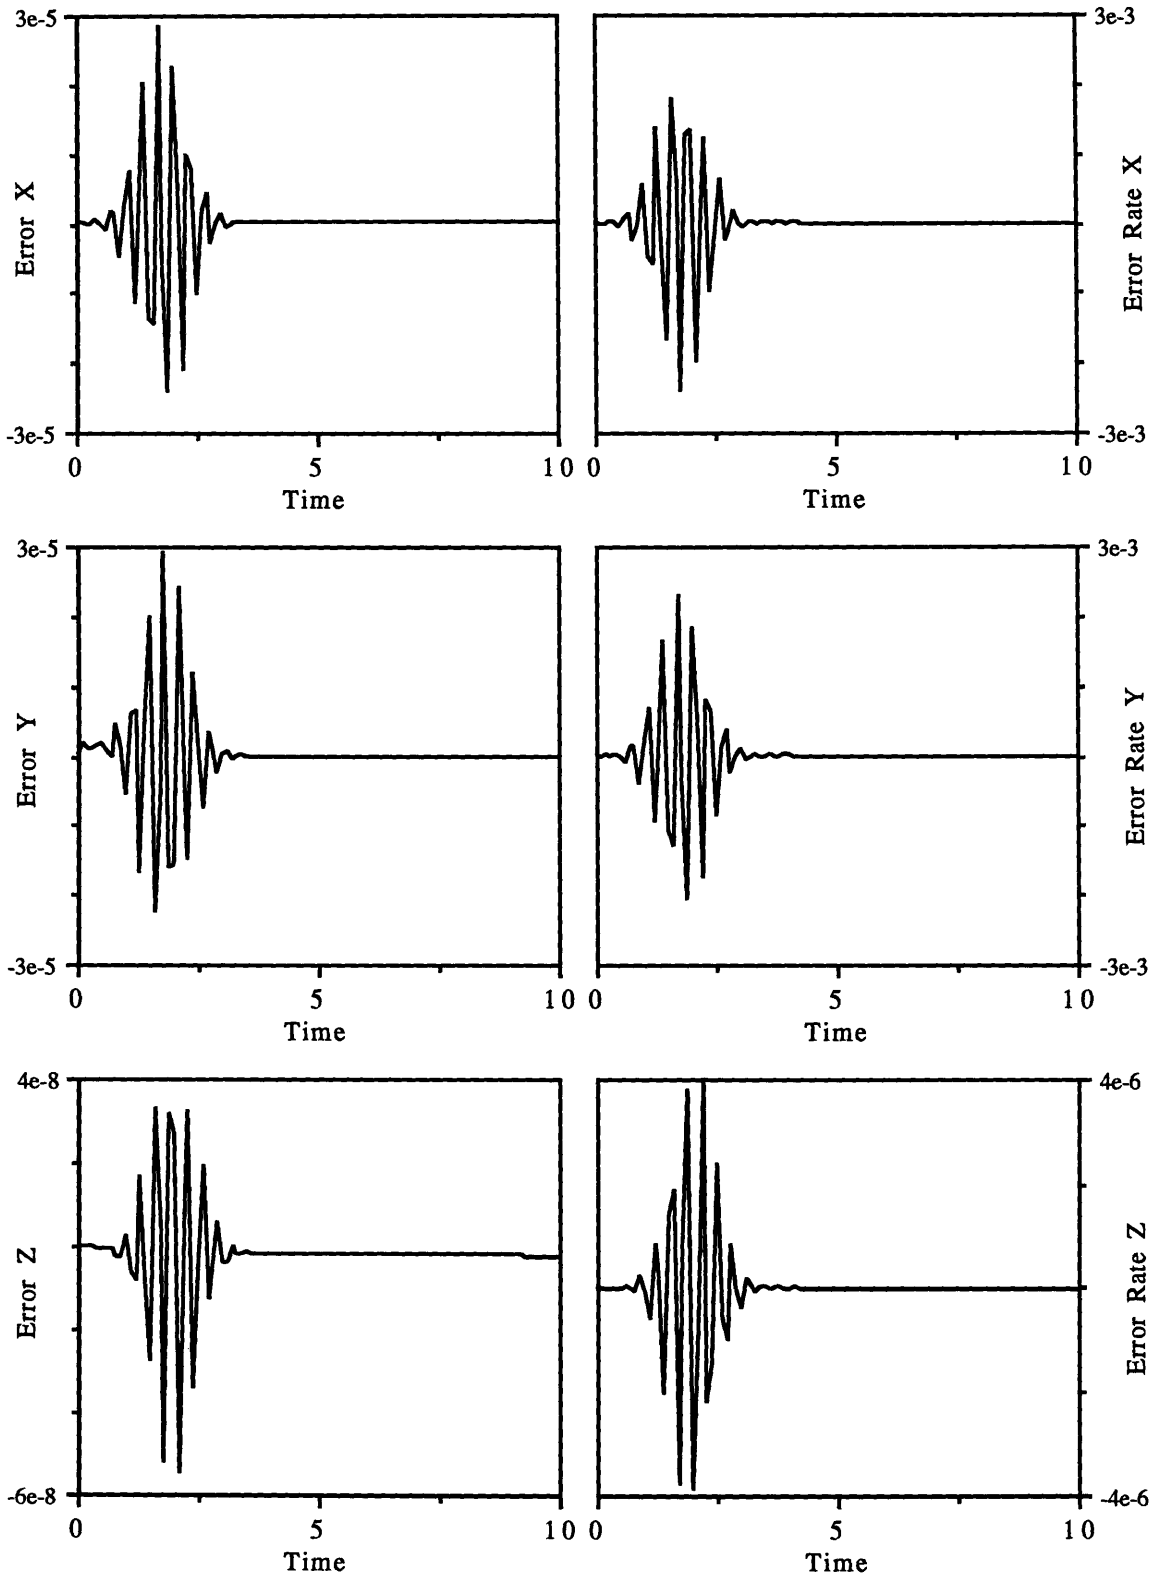 3e-5
Error X
-3e-5
0 5 10
Time
3e-3
Error Rate X
-3e-3
0 5 10
Time
3e-5
Error Y
-3e-5
0 5 10
Time
3e-3
Error Rate Y
-3e-3
0 5 10
Time
4e-8
Error Z
-6e-8
0 5 10
Time
4e-6
Error Rate Z
-4e-6
0 5 10
Time